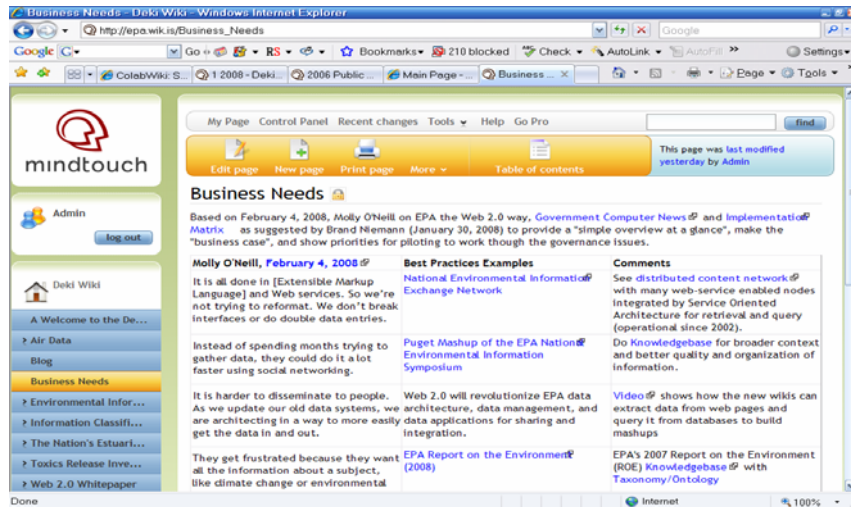 Business Needs - Deki Wiki - Windows Internet Explorer
http://epa.wik.is/Business_Needs
Google
Google G Go RS Bookmarks 210 blocked Check AutoLink AutoFill Settings
ColabWiki: S... 1 2008 - Deki... 2006 Public ... Main Page - ... Business ... X Page Tools
My Page Control Panel Recent changes Tools Help Go Pro find
mindtouch
Edit page New page Print page More Table of contents
This page was last modified
yesterday by Admin
Admin
log out
Deki Wiki
A Welcome to the De...
Air Data
Blog
Business Needs
Environmental Infor...
Information Classifi...
The Nation's Estuari...
Toxics Release Inve...
Web 2.0 Whitepaper
Business Needs
Based on February 4, 2008, Molly O'Neill on EPA the Web 2.0 way, Government Computer News and Implementation
Matrix as suggested by Brand Niemann (January 30, 2008) to provide a "simple overview at a glance", make the
"business case", and show priorities for piloting to work though the governance issues.
Molly O'Neill, February 4, 2008
Best Practices Examples
Comments
It is all done in [Extensible Markup
Language] and Web services. So we're
not trying to reformat. We don't break
interfaces or do double data entries.
National Environmental Information
Exchange Network
See distributed content network
with many web-service enabled nodes
integrated by Service Oriented
Architecture for retrieval and query
(operational since 2002).
Instead of spending months trying to
gather data, they could do it a lot
faster using social networking.
Puget Mashup of the EPA National
Environmental Information
Symposium
Do Knowledgebase for broader context
and better quality and organization of
information.
It is harder to disseminate to people.
As we update our old data systems, we
are architecting in a way to more easily
get the data in and out.
Web 2.0 will revolutionize EPA data
architecture, data management, and
data applications for sharing and
integration.
Video shows how the new wikis can
extract data from web pages and
query it from databases to build
mashups
They get frustrated because they want
all the information about a subject,
like climate change or environmental
EPA Report on the Environment
(2008)
EPA's 2007 Report on the Environment
(ROE) Knowledgebase with
Taxonomy/Ontology
Done Internet 100%